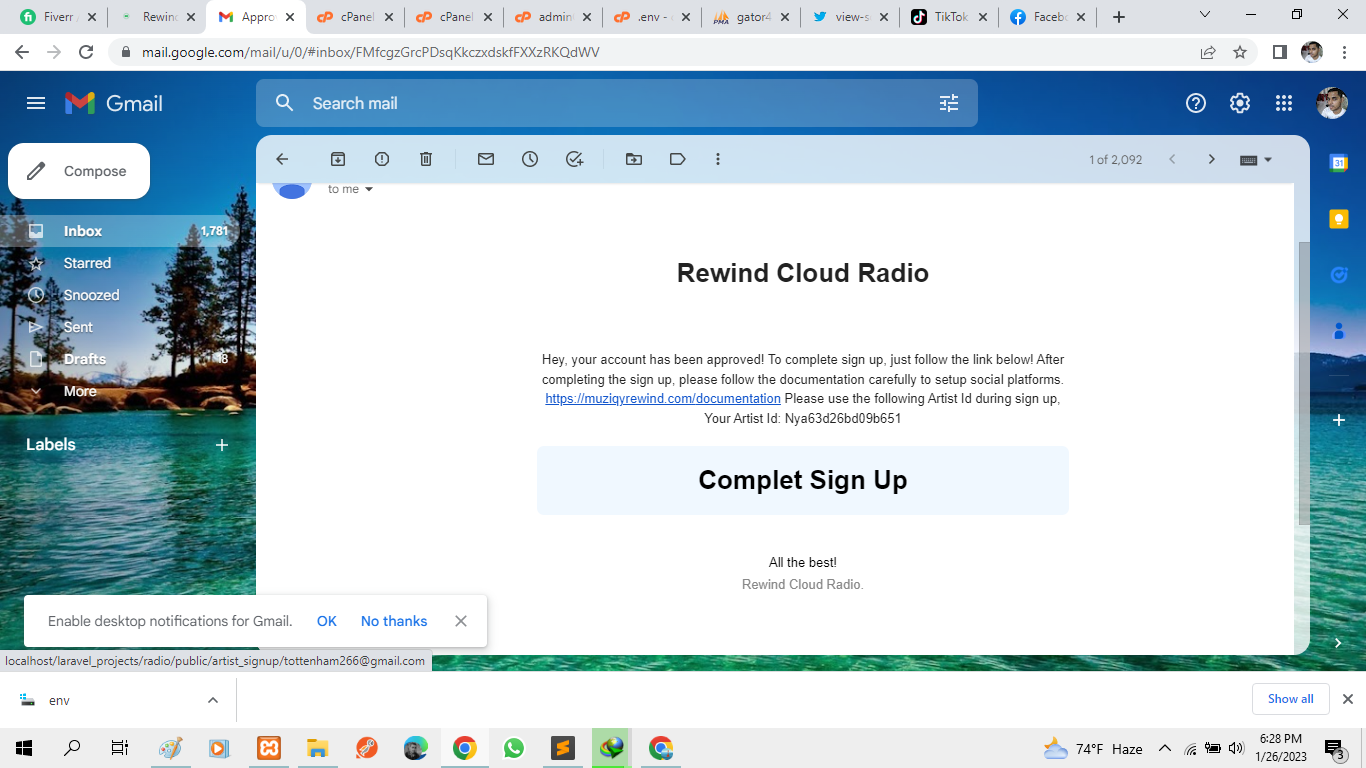 Fiverr /
Rewind
Appro
cPanel
cPanel
admin
.env - c
gator4
view-s
TikTok
Facebo
mail.google.com/mail/u/0/#inbox/FMfcgzGrcPDsqKkczxdskfFXXzRKQdWV
Gmail
Search mail
Compose
1 of 2,092
to me
Inbox 1,781
Starred
Snoozed
Sent
Drafts 18
More
Labels
Rewind Cloud Radio
Hey, your account has been approved! To complete sign up, just follow the link below! After
completing the sign up, please follow the documentation carefully to setup social platforms.
https://muziqyrewind.com/documentation Please use the following Artist Id during sign up,
Your Artist Id: Nya63d26bd09b651
Complet Sign Up
All the best!
Rewind Cloud Radio.
Enable desktop notifications for Gmail. OK No thanks
localhost/laravel_projects/radio/public/artist_signup/tottenham266@gmail.com
env
Show all
74°F Haze
6:28 PM
1/26/2023
3
31